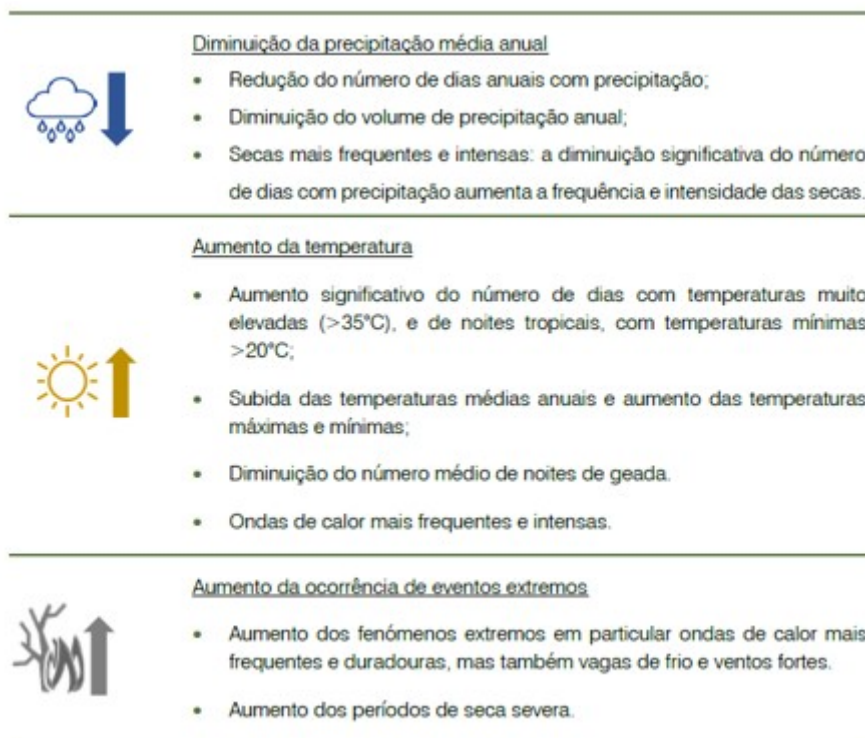 Diminuição da precipitação média anual
• Redução do número de dias anuais com precipitação;
• Diminuição do volume de precipitação anual;
• Secas mais frequentes e intensas: a diminuição significativa do número
de dias com precipitação aumenta a frequência e intensidade das secas.
Aumento da temperatura
• Aumento significativo do número de dias com temperaturas muito
elevadas (>35°C), e de noites tropicais, com temperaturas mínimas
>20°C;
• Subida das temperaturas médias anuais e aumento das temperaturas
máximas e mínimas;
• Diminuição do número médio de noites de geada.
• Ondas de calor mais frequentes e intensas.
Aumento da ocorrência de eventos extremos
• Aumento dos fenómenos extremos em particular ondas de calor mais
frequentes e duradouras, mas também vagas de frio e ventos fortes.
• Aumento dos períodos de seca severa.